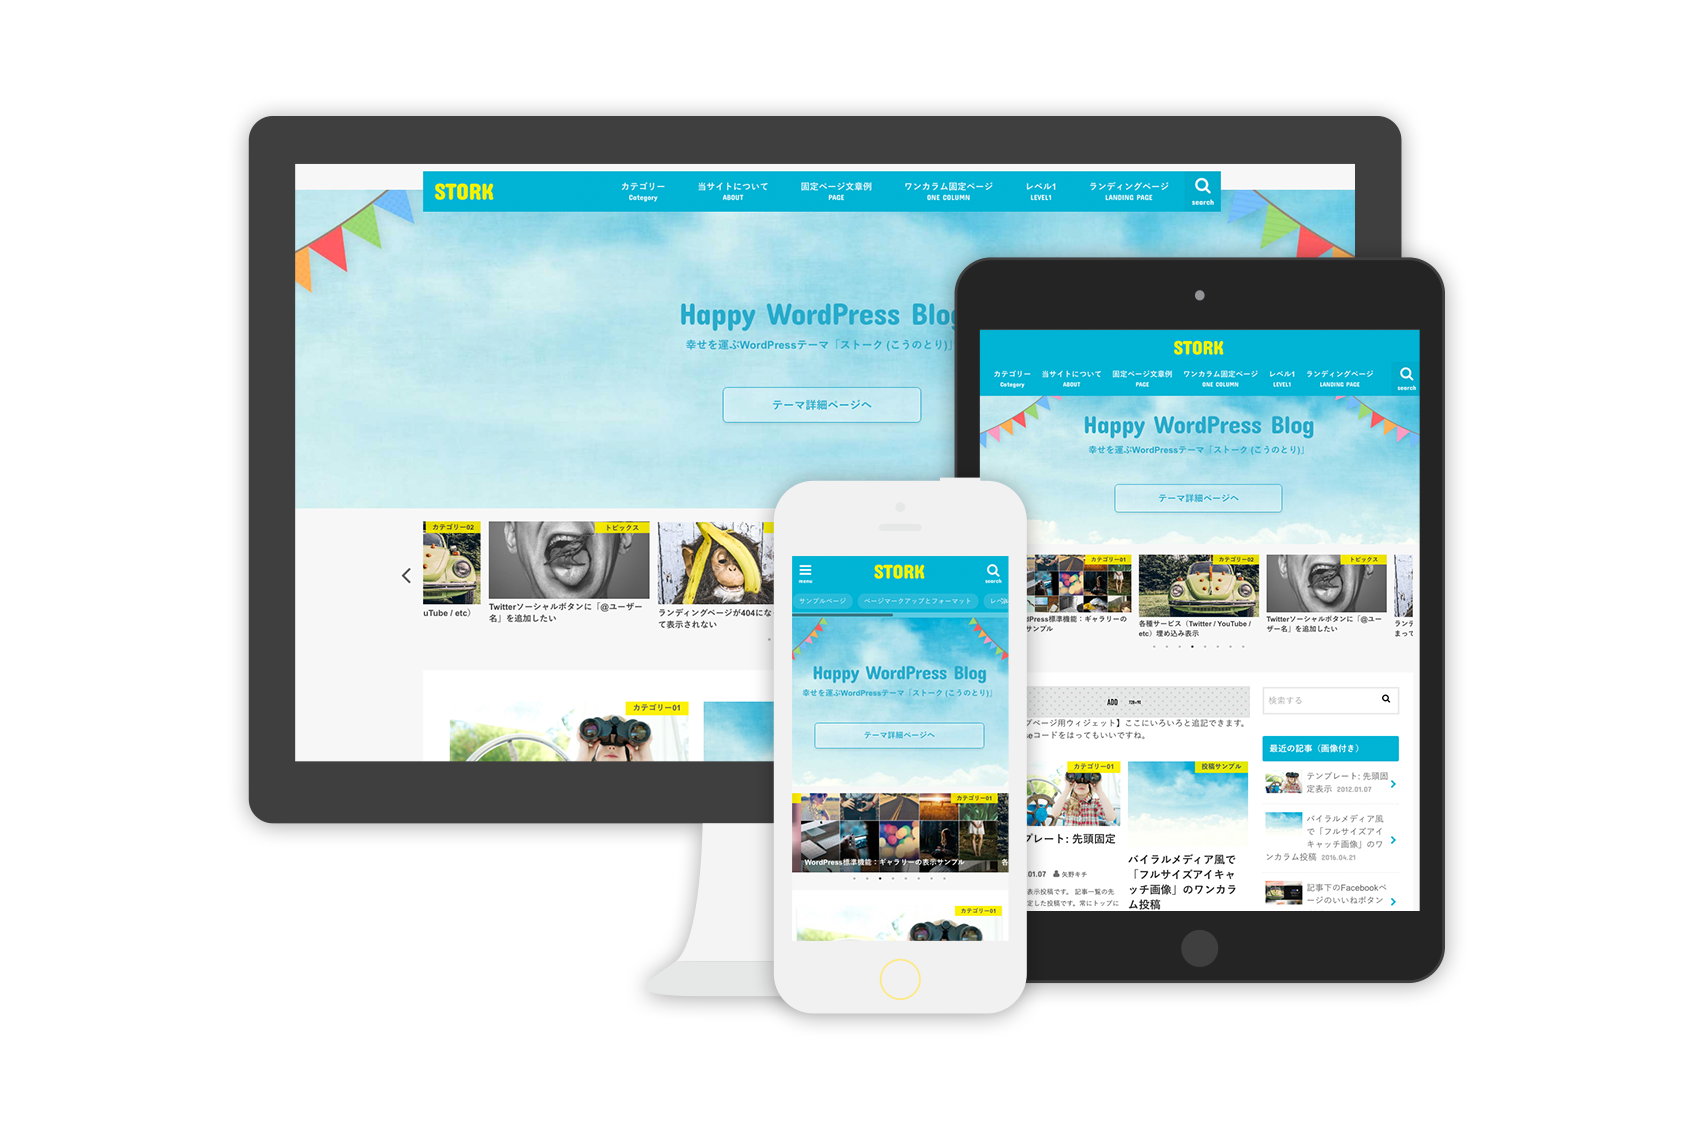 STORK
カテゴリー
Category
当サイトについて
ABOUT
固定ページ文章例
PAGE
ワンカラム固定ページ
ONE COLUMN
レベル1
LEVEL1
ランディングページ
LANDING PAGE
search
Happy WordPress Blog
幸せを運ぶWordPressテーマ「ストーク (こうのとり)」
テーマ詳細ページへ
カテゴリー02
uTube / etc）
トピックス
Twitterソーシャルボタンに「@ユーザー
名」を追加したい
ランディングページが404にな
って表示されない
カテゴリー01
STORK
カテゴリー
Category
当サイトについて
ABOUT
固定ページ文章例
PAGE
ワンカラム固定ページ
ONE COLUMN
レベル1
LEVEL1
ランディングページ
LANDING PAGE
search
Happy WordPress Blog
幸せを運ぶWordPressテーマ「ストーク (こうのとり)」
テーマ詳細ページへ
カテゴリー01
dPress標準機能：ギャラリーの
サンプル
カテゴリー02
各種サービス（Twitter / YouTube /
etc）埋め込み表示
トピックス
Twitterソーシャルボタンに「@ユー
ザー名」を追加したい
ランデ
まって
ADD
プページ用ウィジェット】ここにいろいろと追記できます。
seコードをはってもいいですね。
検索する
最近の記事（画像付き）
テンプレート: 先頭固
定表示 2012.01.07
バイラルメディア風
で「フルサイズアイ
キャッチ画像」のワ
ンカラム投稿 2016.04.21
記事下のFacebookペ
ージのいいねボタン
カテゴリー01
プレート: 先頭固定
.01.07 矢野キチ
表示投稿です。 記事一覧の先
定した投稿です。常にトップに
投稿サンプル
バイラルメディア風で
「フルサイズアイキャ
ッチ画像」のワンカラ
ム投稿
menu
STORK
search
サンプルページ
ページマークアップとフォーマット
レベ
Happy WordPress Blog
幸せを運ぶWordPressテーマ「ストーク (こうのとり)」
テーマ詳細ページへ
カテゴリー01
WordPress標準機能：ギャラリーの表示サンプル
各
カテゴリー01